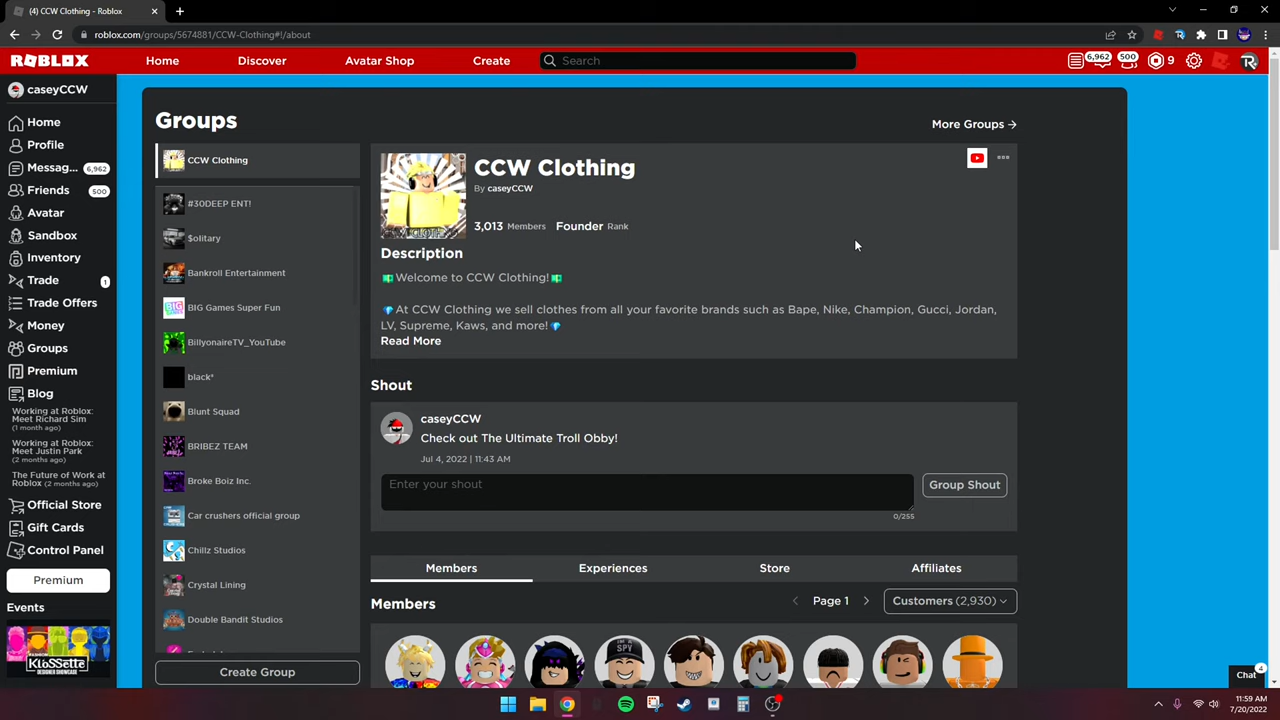 (4) CCW Clothing - Roblox
roblox.com/groups/5674881/CCW-Clothing#!/about
ROBLOX
Home
Discover
Avatar Shop
Create
Search
6,962
500
9
caseyCCW
Home
Profile
Messag... 6,962
Friends 500
Avatar
Sandbox
Inventory
Trade 1
Trade Offers
Money
Groups
Premium
Blog
Working at Roblox:
Meet Richard Sim
(1 month ago)
Working at Roblox:
Meet Justin Park
(2 months ago)
The Future of Work at
Roblox (2 months ago)
Official Store
Gift Cards
Control Panel
Premium
Events
KLOSSETTE
DESIGNER SHOWCASE
Groups
More Groups →
CCW Clothing
#30DEEP ENT!
$olitary
Bankroll Entertainment
BIG Games Super Fun
BillyonaireTV_YouTube
black*
Blunt Squad
BRIBEZ TEAM
Broke Boiz Inc.
Car crushers official group
Chillz Studios
Crystal Lining
Double Bandit Studios
Create Group
CCW Clothing
By caseyCCW
3,013 Members Founder Rank
Description
💵Welcome to CCW Clothing!💵
💎At CCW Clothing we sell clothes from all your favorite brands such as Bape, Nike, Champion, Gucci, Jordan,
LV, Supreme, Kaws, and more!💎
Read More
Shout
caseyCCW
Check out The Ultimate Troll Obby!
Jul 4, 2022 | 11:43 AM
Enter your shout
Group Shout
0/255
Members
Experiences
Store
Affiliates
Members
Page 1
Customers (2,930)
I'M A
SPY
Chat
4
11:59 AM
7/20/2022